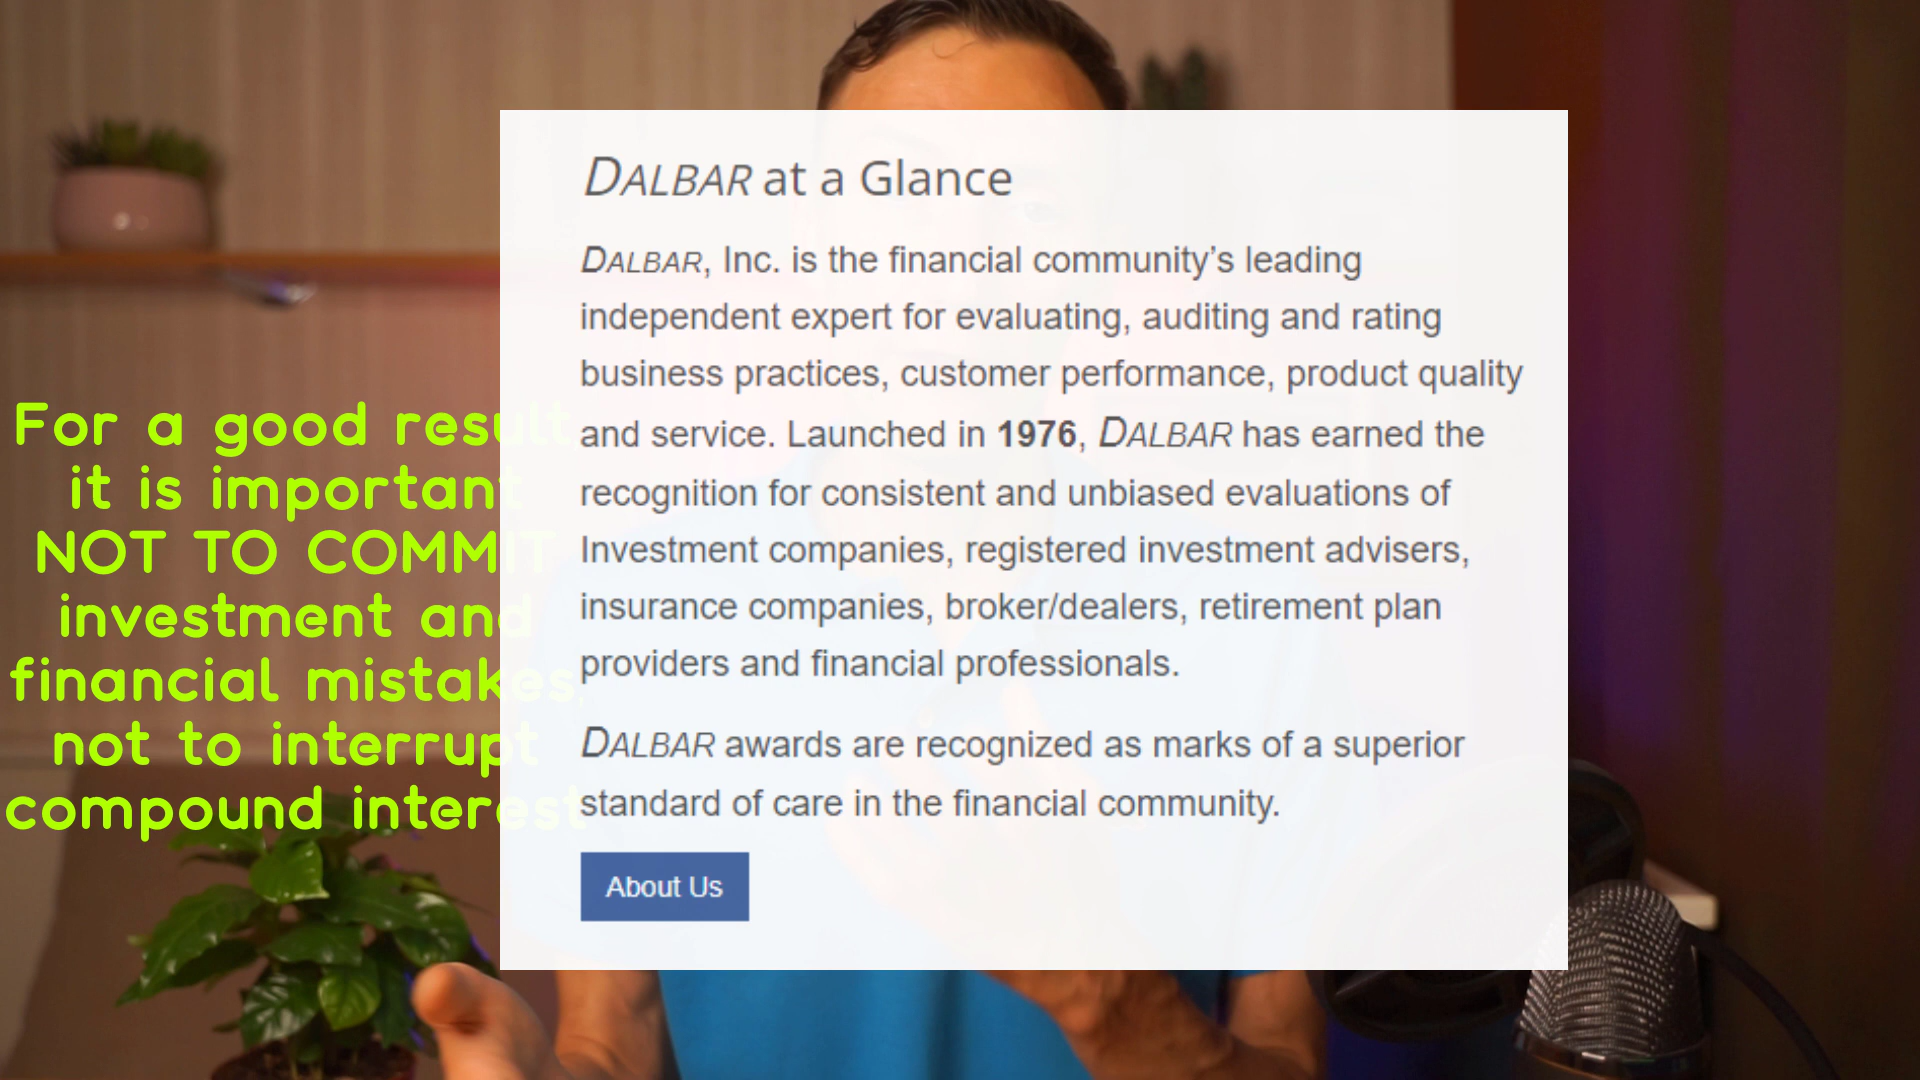 For a good result,
it is important
NOT TO COMMIT
investment and
financial mistakes,
not to interrupt
compound interest
DALBAR at a Glance
DALBAR, Inc. is the financial community’s leading
independent expert for evaluating, auditing and rating
business practices, customer performance, product quality
and service. Launched in 1976, DALBAR has earned the
recognition for consistent and unbiased evaluations of
Investment companies, registered investment advisers,
insurance companies, broker/dealers, retirement plan
providers and financial professionals.
DALBAR awards are recognized as marks of a superior
standard of care in the financial community.
About Us